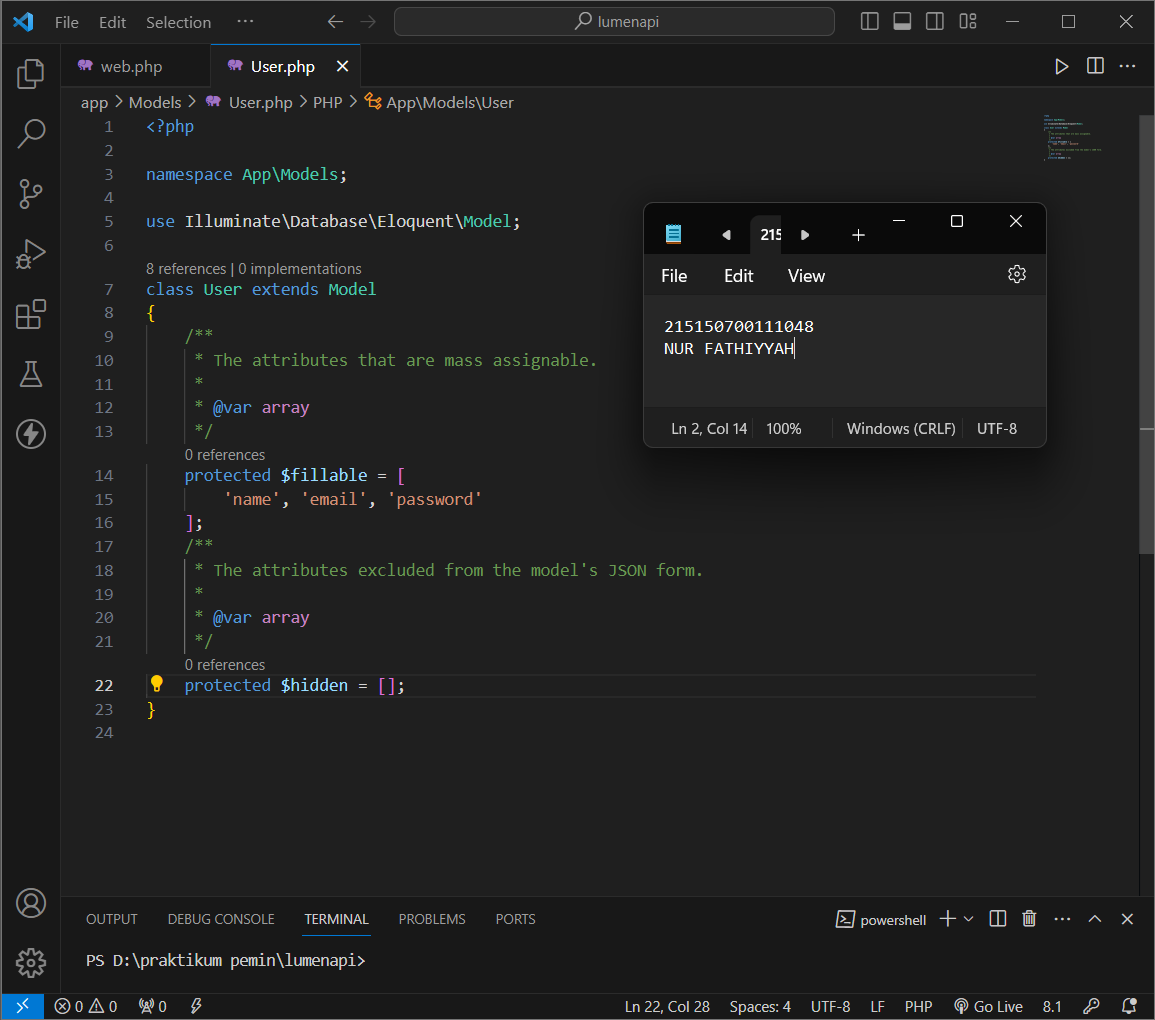 File Edit Selection ··· lumenapi
web.php User.php
app > Models > User.php > PHP > App\Models\User
1 <?php
2
3 namespace App\Models;
4
5 use Illuminate\Database\Eloquent\Model;
6
8 references | 0 implementations
7 class User extends Model
8 {
9 /**
10 * The attributes that are mass assignable.
11 *
12 * @var array
13 */
0 references
14 protected $fillable = [
15 'name', 'email', 'password'
16 ];
17 /**
18 * The attributes excluded from the model's JSON form.
19 *
20 * @var array
21 */
0 references
22 protected $hidden = [];
23 }
24
215
File Edit View
215150700111048
NUR FATHIYYAH
Ln 2, Col 14 100% Windows (CRLF) UTF-8
OUTPUT DEBUG CONSOLE TERMINAL PROBLEMS PORTS powershell
PS D:\praktikum pemin\lumenapi>
0 0 0 Ln 22, Col 28 Spaces: 4 UTF-8 LF PHP Go Live 8.1